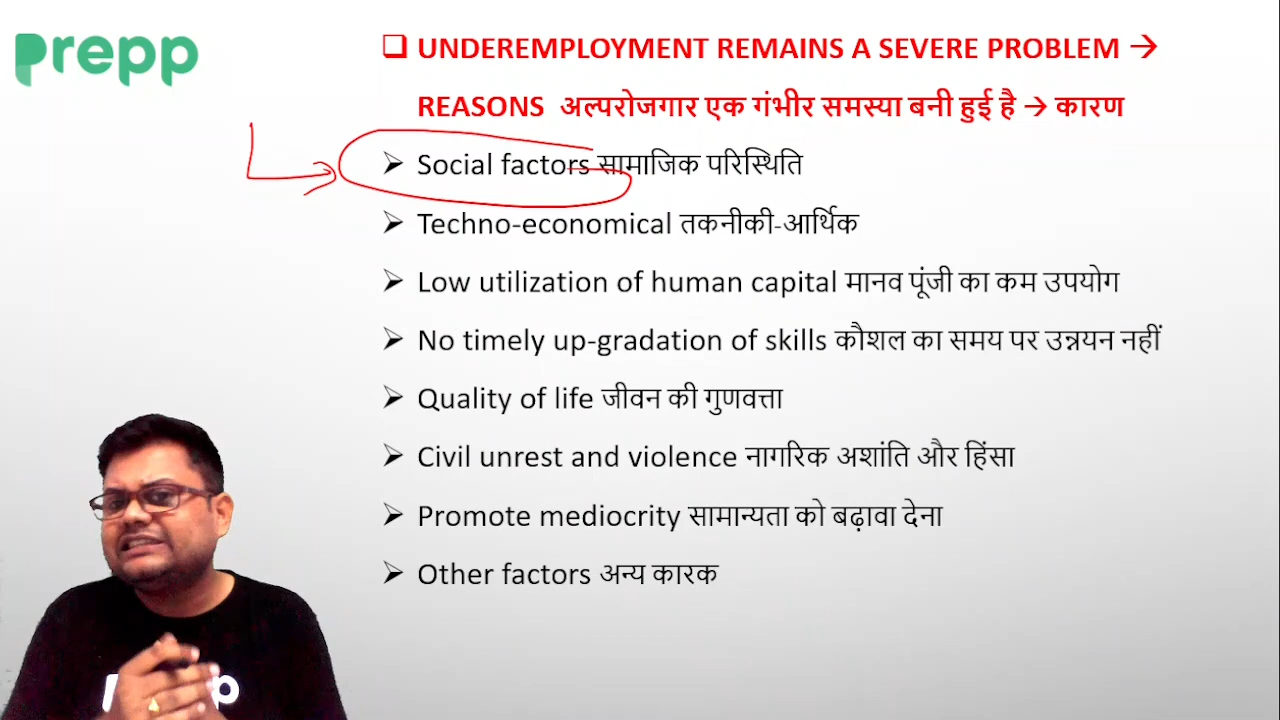 prepp
UNDEREMPLOYMENT REMAINS A SEVERE PROBLEM →
REASONS अल्परोजगार एक गंभीर समस्या बनी हुई है → कारण
➢ Social factors सामाजिक परिस्थिति
➢ Techno-economical तकनीकी-आर्थिक
➢ Low utilization of human capital मानव पूंजी का कम उपयोग
➢ No timely up-gradation of skills कौशल का समय पर उन्नयन नहीं
➢ Quality of life जीवन की गुणवत्ता
➢ Civil unrest and violence नागरिक अशांति और हिंसा
➢ Promote mediocrity सामान्यता को बढ़ावा देना
➢ Other factors अन्य कारक